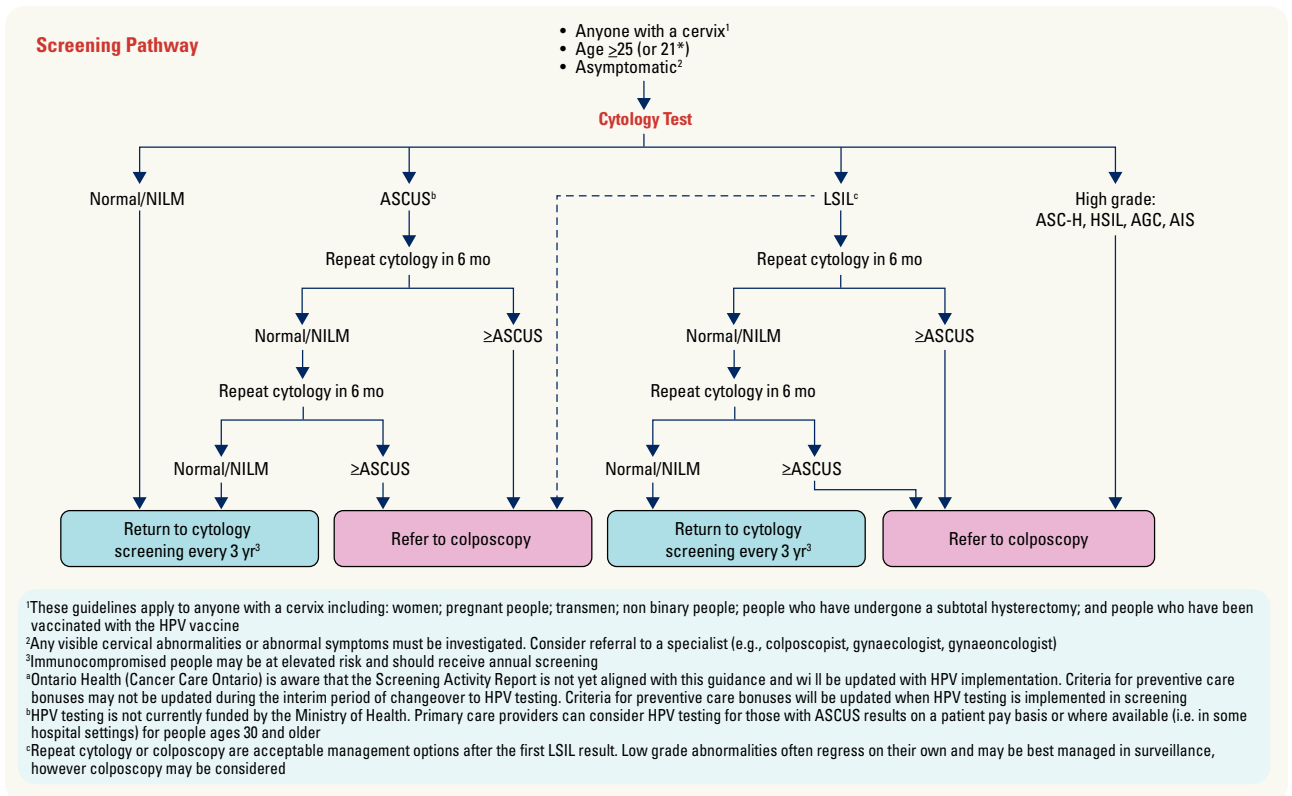 Screening Pathway
• Anyone with a cervix¹
• Age ≥25 (or 21*)
• Asymptomatic²
Cytology Test
Normal/NILM
ASCUSᵇ
LSILᶜ
High grade:
ASC-H, HSIL, AGC, AIS
Repeat cytology in 6 mo
Repeat cytology in 6 mo
Normal/NILM
≥ASCUS
Normal/NILM
≥ASCUS
Repeat cytology in 6 mo
Repeat cytology in 6 mo
Normal/NILM
≥ASCUS
Normal/NILM
≥ASCUS
Return to cytology
screening every 3 yr³
Refer to colposcopy
Return to cytology
screening every 3 yr³
Refer to colposcopy
¹These guidelines apply to anyone with a cervix including: women; pregnant people; transmen; non binary people; people who have undergone a subtotal hysterectomy; and people who have been
vaccinated with the HPV vaccine
²Any visible cervical abnormalities or abnormal symptoms must be investigated. Consider referral to a specialist (e.g., colposcopist, gynaecologist, gynaeoncologist)
³Immunocompromised people may be at elevated risk and should receive annual screening
ᵃOntario Health (Cancer Care Ontario) is aware that the Screening Activity Report is not yet aligned with this guidance and wi ll be updated with HPV implementation. Criteria for preventive care
bonuses may not be updated during the interim period of changeover to HPV testing. Criteria for preventive care bonuses will be updated when HPV testing is implemented in screening
ᵇHPV testing is not currently funded by the Ministry of Health. Primary care providers can consider HPV testing for those with ASCUS results on a patient pay basis or where available (i.e. in some
hospital settings) for people ages 30 and older
ᶜRepeat cytology or colposcopy are acceptable management options after the first LSIL result. Low grade abnormalities often regress on their own and may be best managed in surveillance,
however colposcopy may be considered